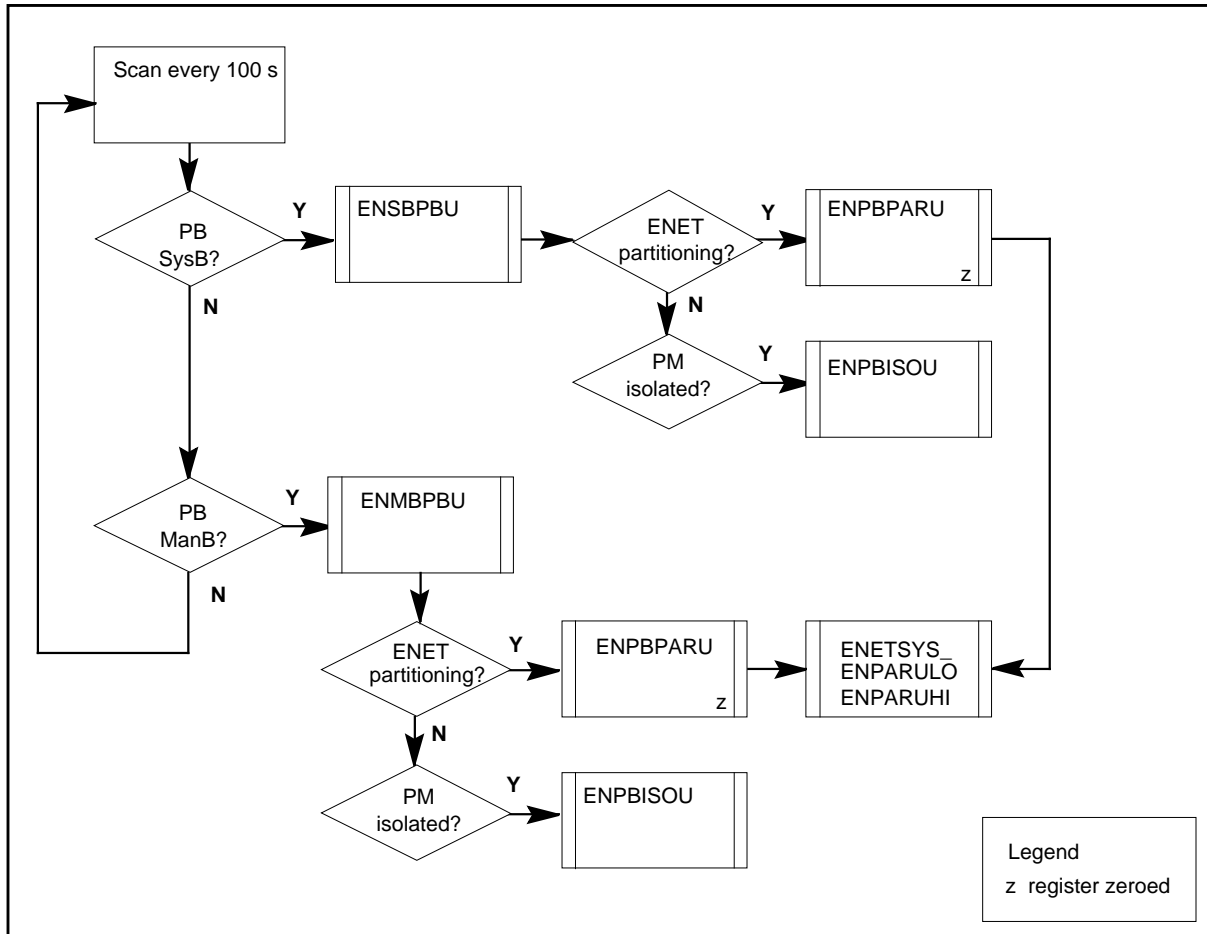 Scan every 100 s
PB
SysB?
Y
N
ENSBPBU
ENET
partitioning?
Y
N
ENPBPARU
z
PM
isolated?
Y
ENPBISOU
PB
ManB?
Y
N
ENMBPBU
ENET
partitioning?
Y
N
ENPBPARU
z
ENETSYS_
ENPARULO
ENPARUHI
PM
isolated?
Y
ENPBISOU
Legend
z register zeroed